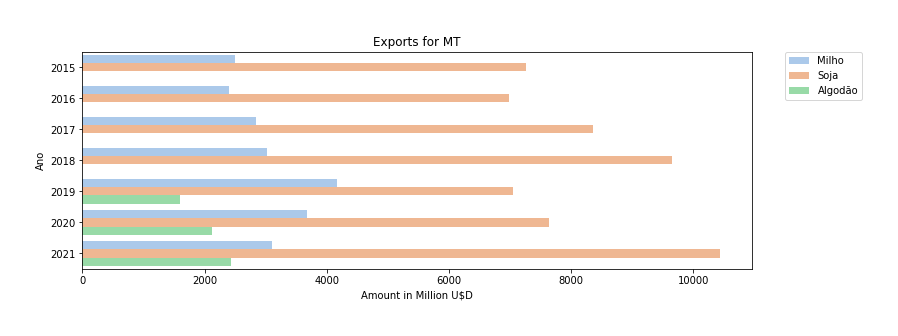 Exports for MT
Milho
Soja
Algodão
Ano
2015
2016
2017
2018
2019
2020
2021
0 2000 4000 6000 8000 10000
Amount in Million U$D